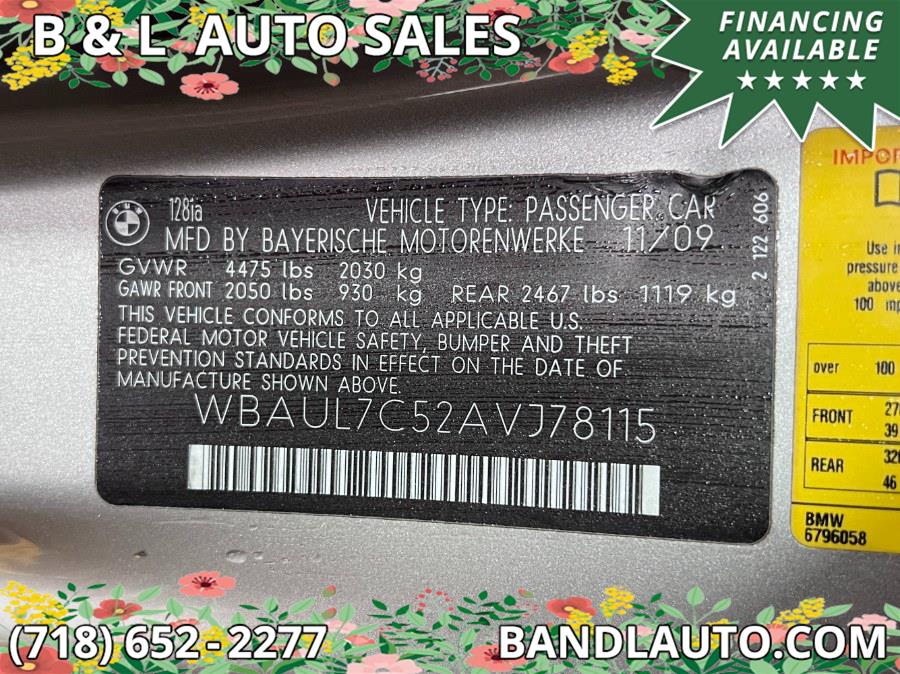 B & L AUTO SALES
FINANCING
AVAILABLE
BMW
128ia
VEHICLE TYPE: PASSENGER CAR
MFD BY BAYERISCHE MOTORENWERKE 11/09
GVWR 4475 lbs 2030 kg
GAWR FRONT 2050 lbs 930 kg REAR 2467 lbs 1119 kg
THIS VEHICLE CONFORMS TO ALL APPLICABLE U.S.
FEDERAL MOTOR VEHICLE SAFETY, BUMPER AND THEFT
PREVENTION STANDARDS IN EFFECT ON THE DATE OF
MANUFACTURE SHOWN ABOVE.
WBAUL7C52AVJ78115
2 122 606
Use
pressure
above
100
over 100
FRONT
39
REAR
46
BMW
6796058
(718) 652-2277
BANDLAUTO.COM